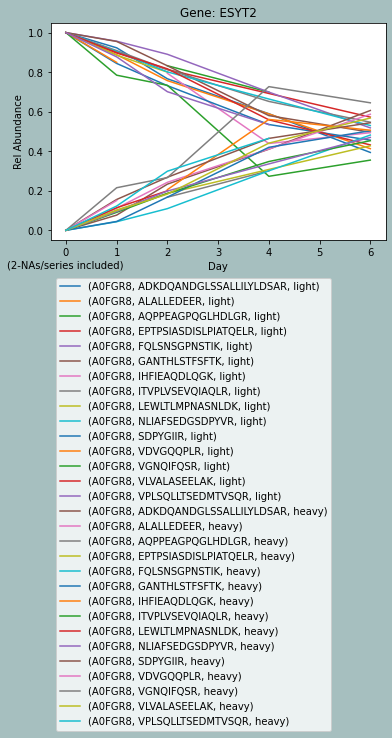 Gene: ESYT2
1.0
0.8
0.6
0.4
0.2
0.0
Rel Abundance
0 1 2 3 4 5 6
(2-NAs/series included)
Day
(A0FGR8, ADKDQANDGLSSALLILYLDSAR, light)
(A0FGR8, ALALLEDEER, light)
(A0FGR8, AQPPEAGPQGLHDLGR, light)
(A0FGR8, EPTPSIASDISLPIATQELR, light)
(A0FGR8, FQLSNSGPNSTIK, light)
(A0FGR8, GANTHLSTFSFTK, light)
(A0FGR8, IHFIEAQDLQGK, light)
(A0FGR8, ITVPLVSEVQIAQLR, light)
(A0FGR8, LEWLTLMPNASNLDK, light)
(A0FGR8, NLIAFSEDGSDPYVR, light)
(A0FGR8, SDPYGIIR, light)
(A0FGR8, VDVGQQPLR, light)
(A0FGR8, VGNQIFQSR, light)
(A0FGR8, VLVALASEELAK, light)
(A0FGR8, VPLSQLLTSEDMTVSQR, light)
(A0FGR8, ADKDQANDGLSSALLILYLDSAR, heavy)
(A0FGR8, ALALLEDEER, heavy)
(A0FGR8, AQPPEAGPQGLHDLGR, heavy)
(A0FGR8, EPTPSIASDISLPIATQELR, heavy)
(A0FGR8, FQLSNSGPNSTIK, heavy)
(A0FGR8, GANTHLSTFSFTK, heavy)
(A0FGR8, IHFIEAQDLQGK, heavy)
(A0FGR8, ITVPLVSEVQIAQLR, heavy)
(A0FGR8, LEWLTLMPNASNLDK, heavy)
(A0FGR8, NLIAFSEDGSDPYVR, heavy)
(A0FGR8, SDPYGIIR, heavy)
(A0FGR8, VDVGQQPLR, heavy)
(A0FGR8, VGNQIFQSR, heavy)
(A0FGR8, VLVALASEELAK, heavy)
(A0FGR8, VPLSQLLTSEDMTVSQR, heavy)